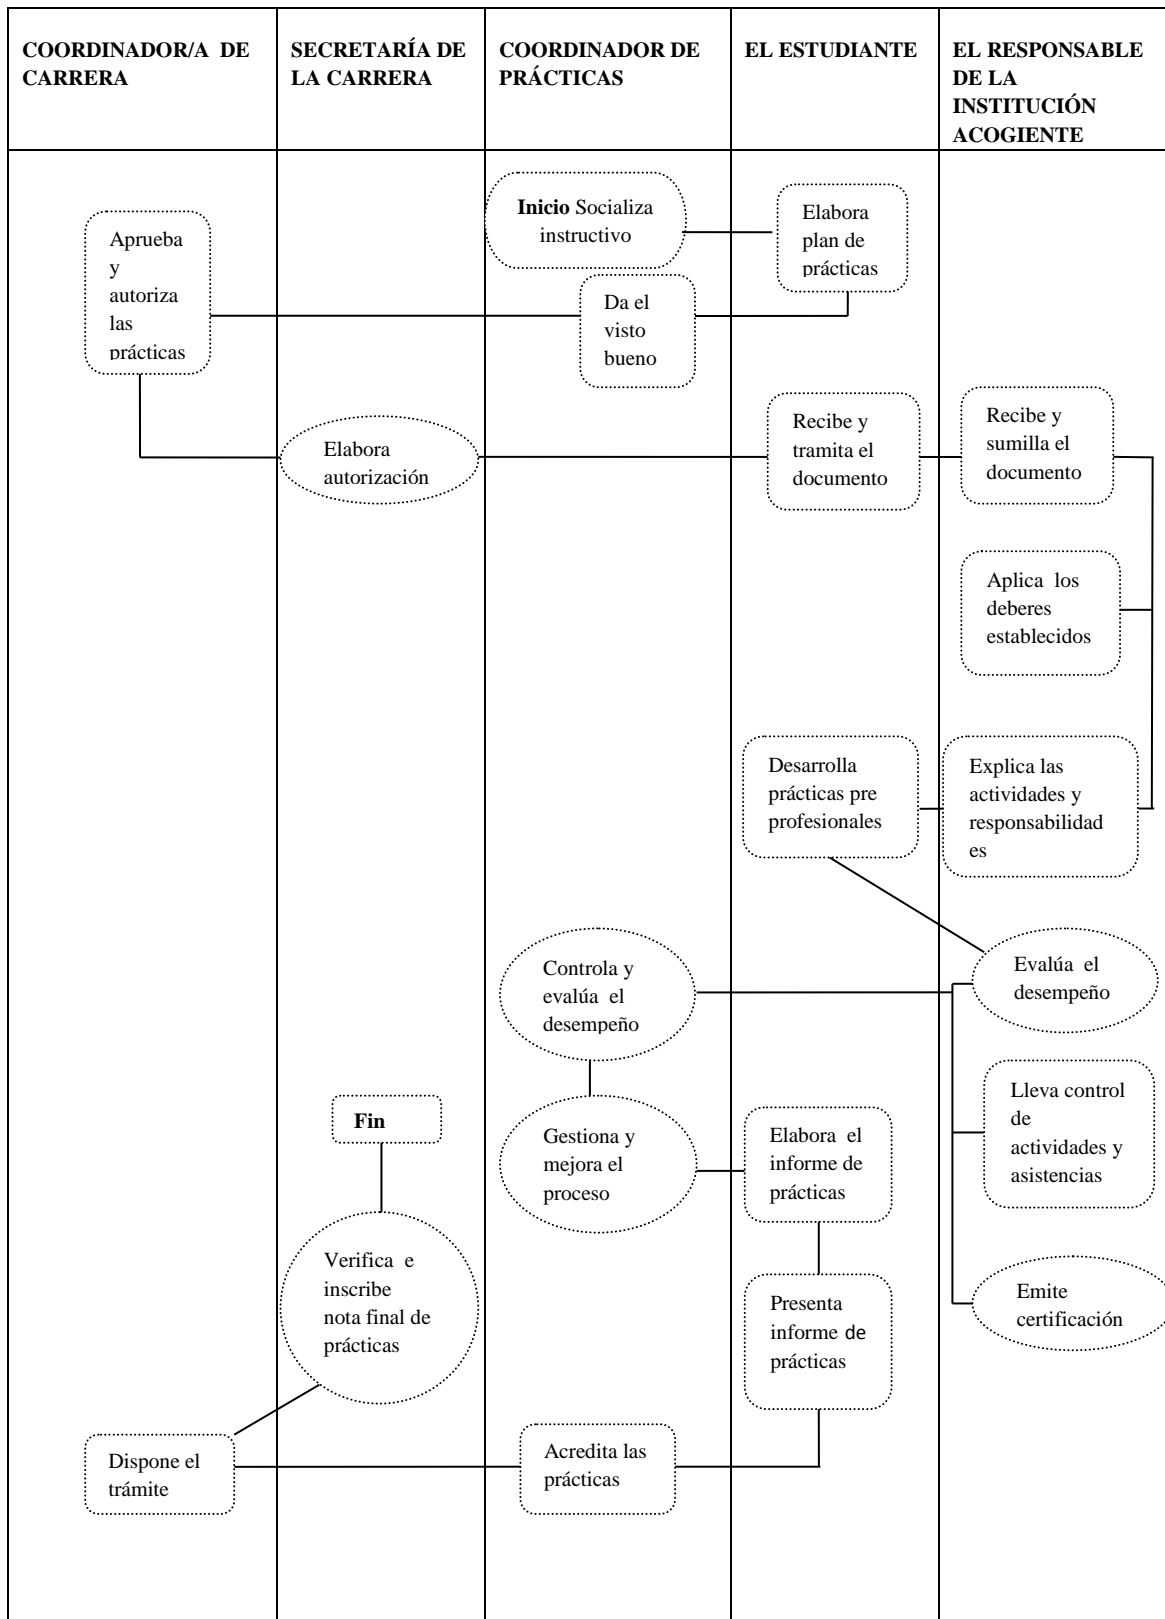 COORDINADOR/A  DE
CARRERA
SECRETARÍA DE
LA CARRERA
COORDINADOR DE
PRÁCTICAS
EL ESTUDIANTE
EL RESPONSABLE
DE LA
INSTITUCIÓN
ACOGIENTE
Inicio Socializa
instructivo
Elabora
plan de
prácticas
Aprueba
y
autoriza
las
prácticas
Da el
visto
bueno
Elabora
autorización
Recibe y
tramita el
documento
Recibe y
sumilla el
documento
Aplica  los
deberes
establecidos
Desarrolla
prácticas pre
profesionales
Explica las
actividades y
responsabilidad
es
Controla y
evalúa  el
desempeño
Evalúa  el
desempeño
Lleva control
de
actividades y
asistencias
Fin
Gestiona y
mejora el
proceso
Elabora  el
informe de
prácticas
Verifica  e
inscribe
nota final de
prácticas
Presenta
informe de
prácticas
Emite
certificación
Dispone el
trámite
Acredita las
prácticas